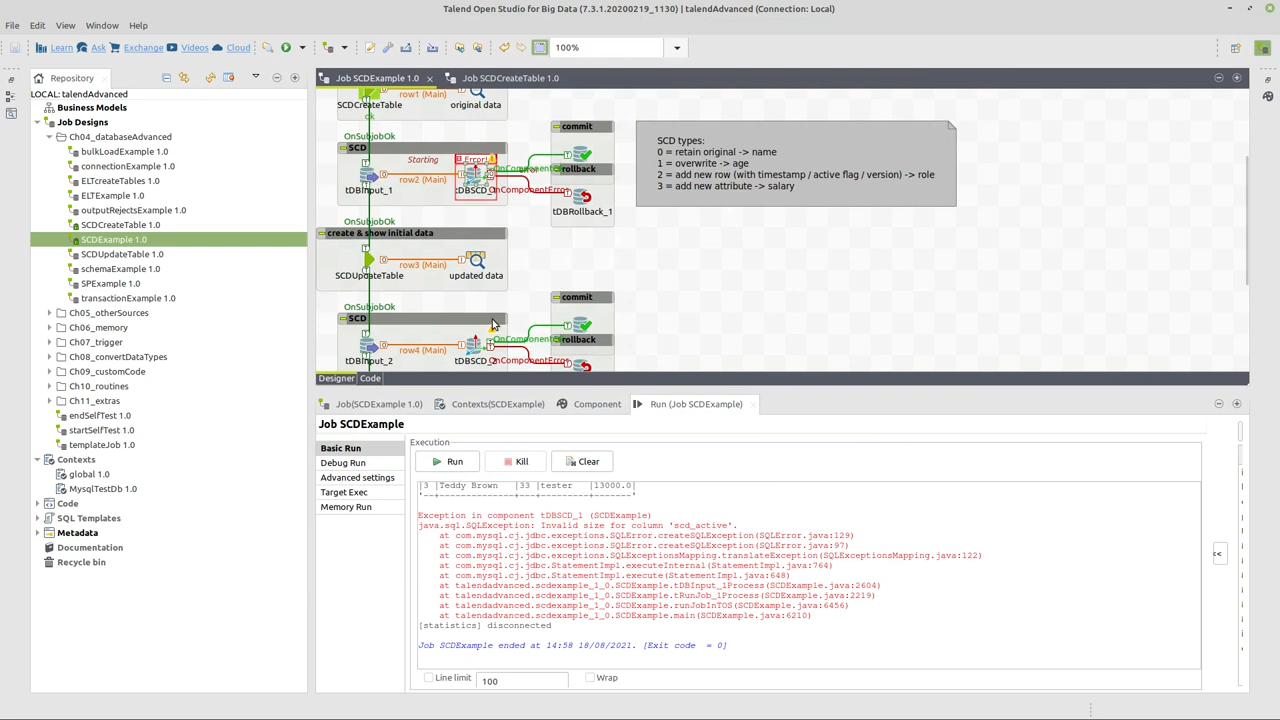 Talend Open Studio for Big Data (7.3.1.20200219_1130) | talendAdvanced (Connection: Local)
File Edit View Window Help
Learn Ask Exchange Videos Cloud 100%
Repository
LOCAL: talendAdvanced
Business Models
Job Designs
Ch04_databaseAdvanced
bulkLoadExample 1.0
connectionExample 1.0
ELTcreateTables 1.0
ELTExample 1.0
outputRejectsExample 1.0
SCDCreateTable 1.0
SCDExample 1.0
SCDUpdateTable 1.0
schemaExample 1.0
SPExample 1.0
transactionExample 1.0
Ch05_otherSources
Ch06_memory
Ch07_trigger
Ch08_convertDataTypes
Ch09_customCode
Ch10_routines
Ch11_extras
endSelfTest 1.0
startSelfTest 1.0
templateJob 1.0
Contexts
global 1.0
MysqlTestDb 1.0
Code
SQL Templates
Metadata
Documentation
Recycle bin
Job SCDExample 1.0
Job SCDCreateTable 1.0
row1 (Main)
SCDCreateTable
original data
ok
OnSubjobOk
SCD
Starting
Error!
row2 (Main)
tDBInput_1
tDBSCD_1
OnComponentError
commit
rollback
tDBRollback_1
OnSubjobOk
create & show initial data
row3 (Main)
SCDUpdateTable
updated data
OnSubjobOk
SCD
row4 (Main)
tDBInput_2
OnComponentError
commit
rollback
SCD types:
0 = retain original -> name
1 = overwrite -> age
2 = add new row (with timestamp / active flag / version) -> role
3 = add new attribute -> salary
Designer Code
Job(SCDExample 1.0)
Contexts(SCDExample)
Component
Run (Job SCDExample)
Job SCDExample
Basic Run
Debug Run
Advanced settings
Target Exec
Memory Run
Execution
Run
Kill
Clear
|3 |Teddy Brown |33 |tester |13000.0|
'--+--------------+---+----------+-------'
Exception in component tDBSCD_1 (SCDExample)
java.sql.SQLException: Invalid size for column 'scd_active'.
at com.mysql.cj.jdbc.exceptions.SQLError.createSQLException(SQLError.java:129)
at com.mysql.cj.jdbc.exceptions.SQLError.createSQLException(SQLError.java:97)
at com.mysql.cj.jdbc.exceptions.SQLExceptionsMapping.translateException(SQLExceptionsMapping.java:122)
at com.mysql.cj.jdbc.StatementImpl.executeInternal(StatementImpl.java:764)
at com.mysql.cj.jdbc.StatementImpl.execute(StatementImpl.java:648)
at talendadvanced.scdexample_1_0.SCDExample.tDBInput_1Process(SCDExample.java:2604)
at talendadvanced.scdexample_1_0.SCDExample.tRunJob_1Process(SCDExample.java:2219)
at talendadvanced.scdexample_1_0.SCDExample.runJobInTOS(SCDExample.java:6456)
at talendadvanced.scdexample_1_0.SCDExample.main(SCDExample.java:6210)
[statistics] disconnected
Job SCDExample ended at 14:58 18/08/2021. [Exit code = 0]
<<
Line limit 100 Wrap